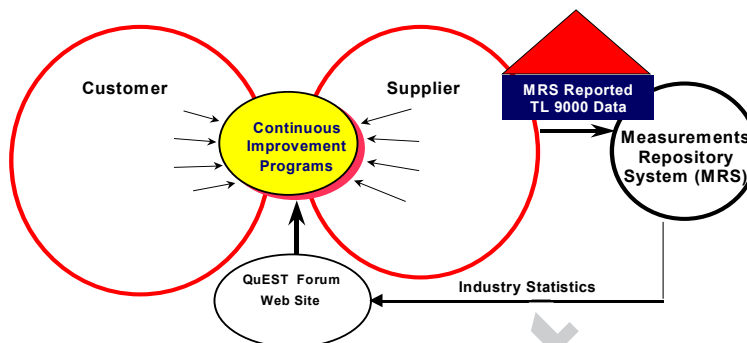 Customer
Supplier
MRS Reported
TL 9000 Data
Continuous
Improvement
Programs
Measurements
Repository
System (MRS)
QuEST Forum
Web Site
Industry Statistics